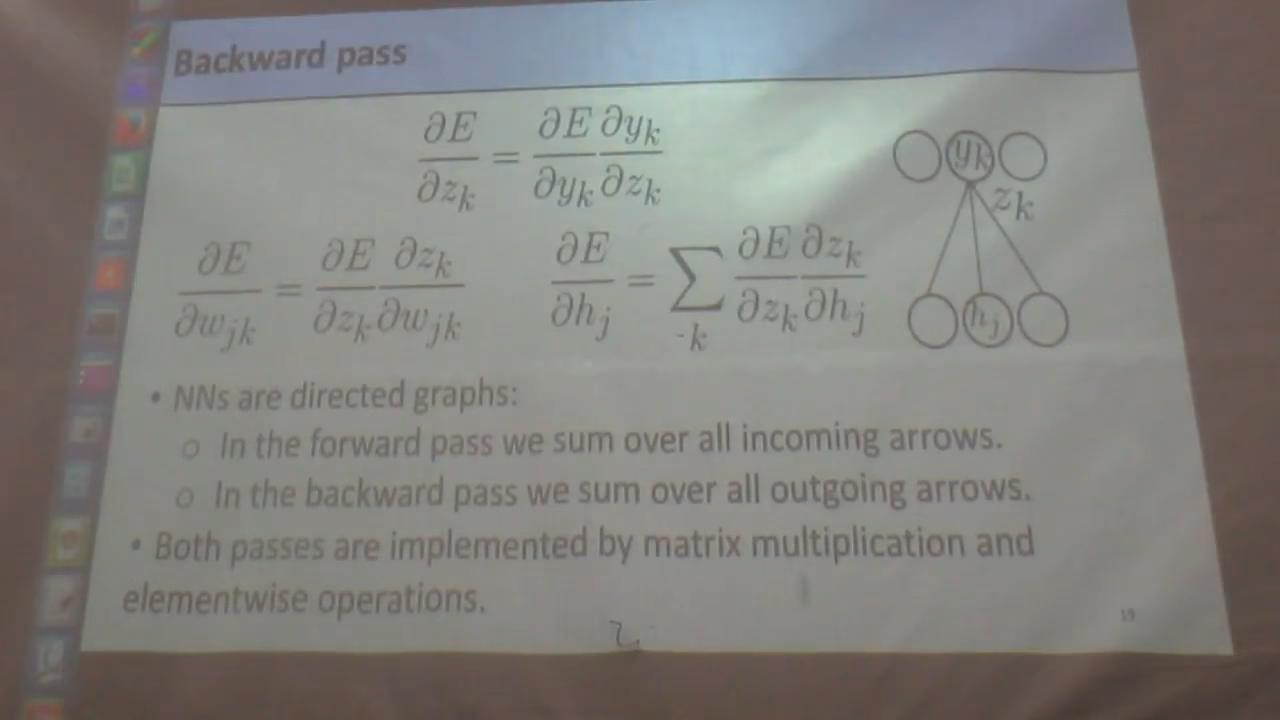 Backward pass
∂E/∂z_k = ∂E/∂y_k ∂y_k/∂z_k
∂E/∂w_jk = ∂E/∂z_k ∂z_k/∂w_jk
∂E/∂h_j = ∑_k ∂E/∂z_k ∂z_k/∂h_j
y_k
z_k
h_j
• NNs are directed graphs:
o In the forward pass we sum over all incoming arrows.
o In the backward pass we sum over all outgoing arrows.
• Both passes are implemented by matrix multiplication and
elementwise operations.
19